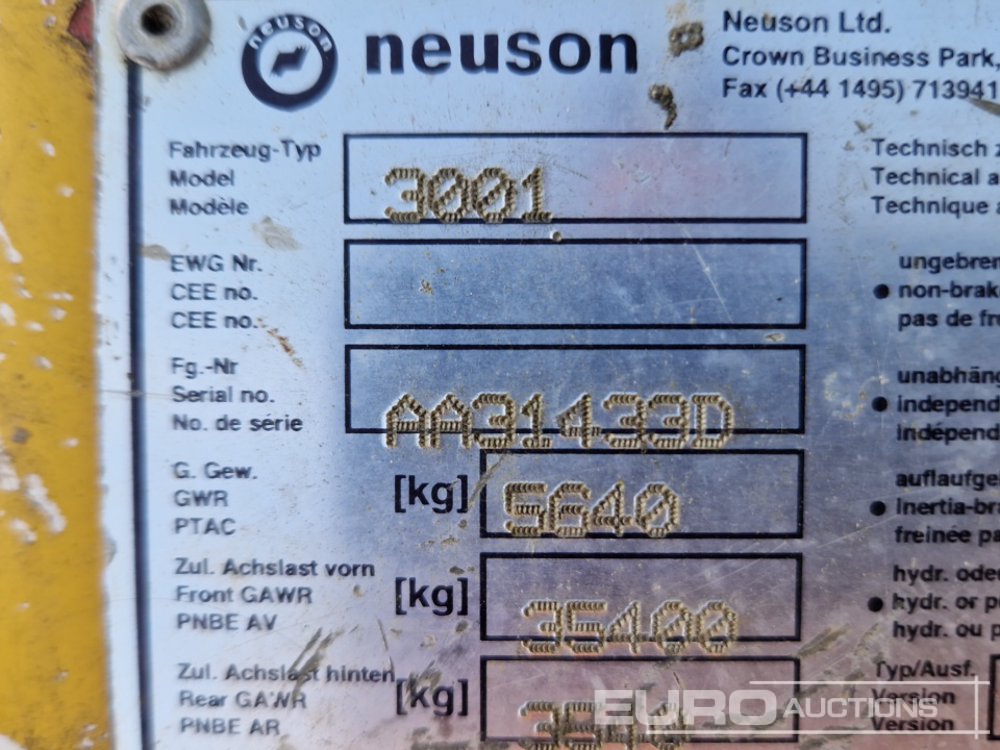 neuson
neuson
Neuson Ltd.
Crown Business Park,
Fax (+44 1495) 713941
Fahrzeug-Typ
Model
Modèle
3001
Technisch z
Technical a
Technique a
EWG Nr.
CEE no.
CEE no.
ungebrem
non-brak
pas de fre
Fg.-Nr
Serial no.
No. de série
AA31433D
unabhäng
independ
indépend
G. Gew.
GWR
PTAC
[kg]
5640
auflaufge
inertia-bra
freinée pa
Zul. Achslast vorn
Front GAWR
PNBE AV
[kg]
35400
hydr. oder
hydr. or p
hydr. ou p
Zul. Achslast hinten
Rear GAWR
PNBE AR
[kg]
Typ/Ausf.
Version
Version
EURO AUCTIONS